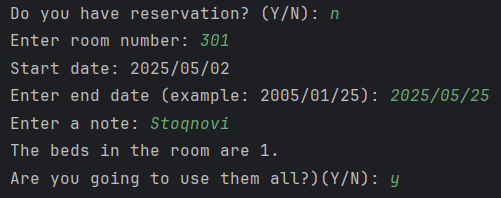 Do you have reservation? (Y/N): n
Enter room number: 301
Start date: 2025/05/02
Enter end date (example: 2005/01/25): 2025/05/25
Enter a note: Stoqnovi
The beds in the room are 1.
Are you going to use them all?)(Y/N): y